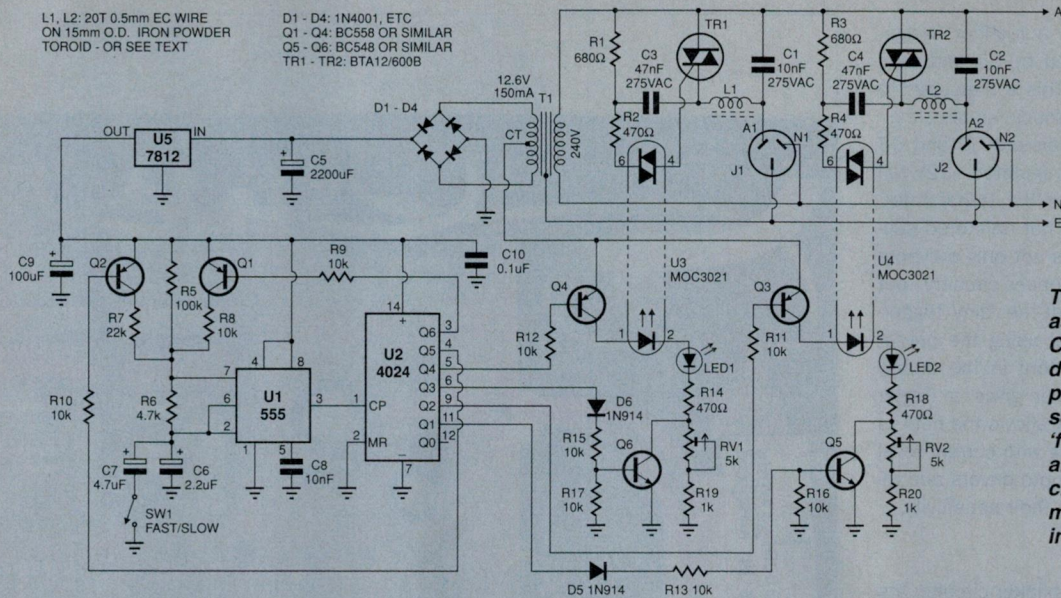 L1, L2: 20T 0.5mm EC WIRE
ON 15mm O.D. IRON POWDER
TOROID - OR SEE TEXT
D1 - D4: 1N4001, ETC
Q1 - Q4: BC558 OR SIMILAR
Q5 - Q6: BC548 OR SIMILAR
TR1 - TR2: BTA12/600B
A
TR1
TR2
R1
680Ω
C3
47nF
275VAC
C1
10nF
275VAC
R3
680Ω
C4
47nF
275VAC
C2
10nF
275VAC
12.6V
150mA
T1
CT
240V
D1 - D4
L1
L2
R2
470Ω
R4
470Ω
A1
N1
A2
N2
6
4
6
4
J1
J2
OUT
U5
7812
IN
+
C5
2200uF
N
E
C9
100uF
+
Q2
Q1
R9
10k
C10
0.1uF
R5
100k
R7
22k
R8
10k
14
+
U2
4024
Q6
Q5
Q4
Q3
Q2
Q1
Q0
3
4
5
6
9
11
12
CP
MR
1
2
–
7
Q4
Q3
U3
MOC3021
U4
MOC3021
1
2
1
2
R12
10k
R11
10k
LED1
LED2
R10
10k
R6
4.7k
7
4
8
6
2
U1
555
3
1
5
C7
4.7uF
+
C6
2.2uF
+
C8
10nF
SW1
FAST/SLOW
D6
1N914
R15
10k
R17
10k
Q6
R14
470Ω
RV1
5k
R19
1k
Q5
R16
10k
R18
470Ω
RV2
5k
R20
1k
D5 1N914
R13 10k
T
a
C
d
p
s
'f
a
c
m
in